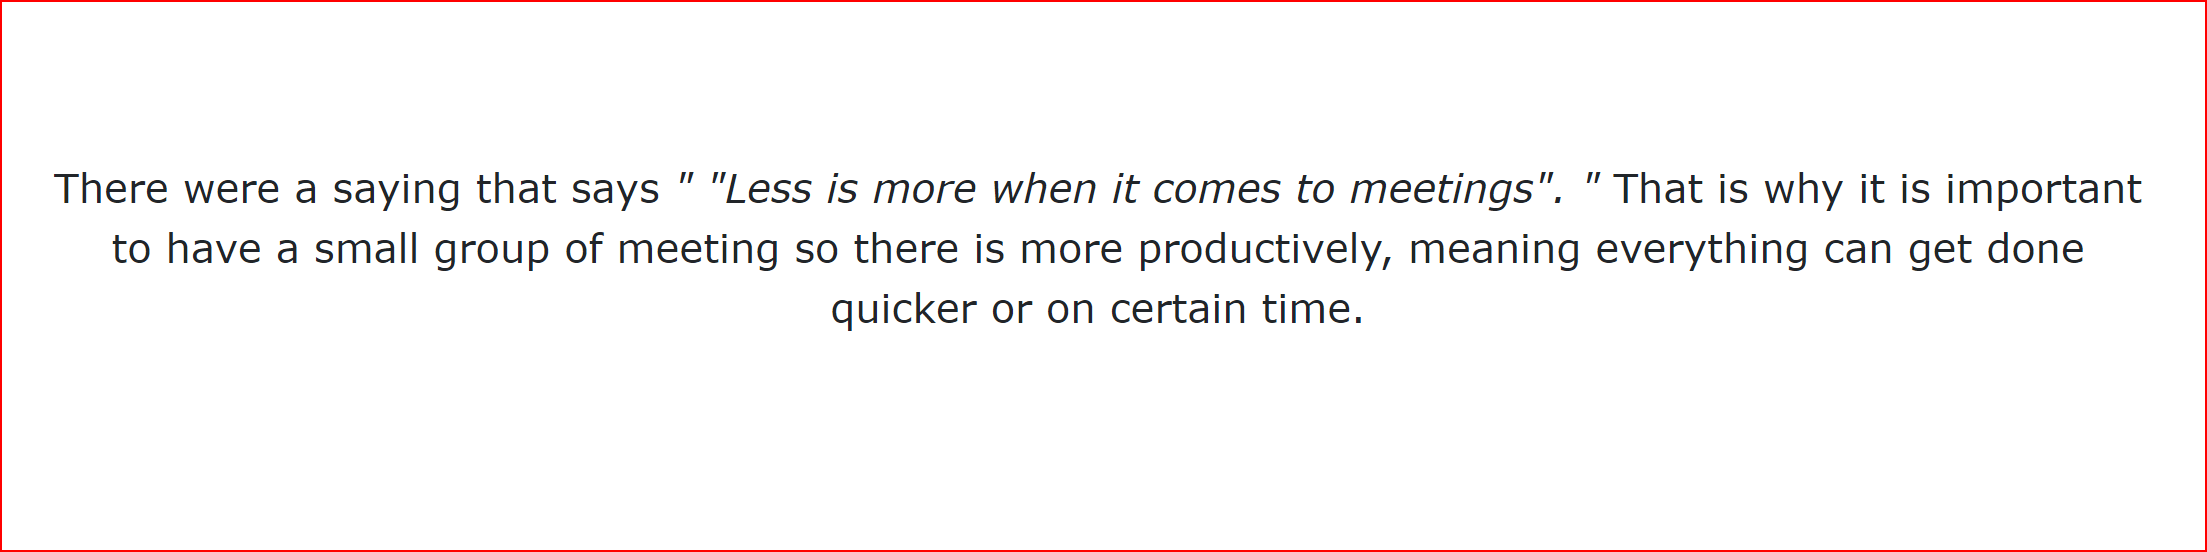 There were a saying that says " "Less is more when it comes to meetings". " That is why it is important
to have a small group of meeting so there is more productively, meaning everything can get done
quicker or on certain time.